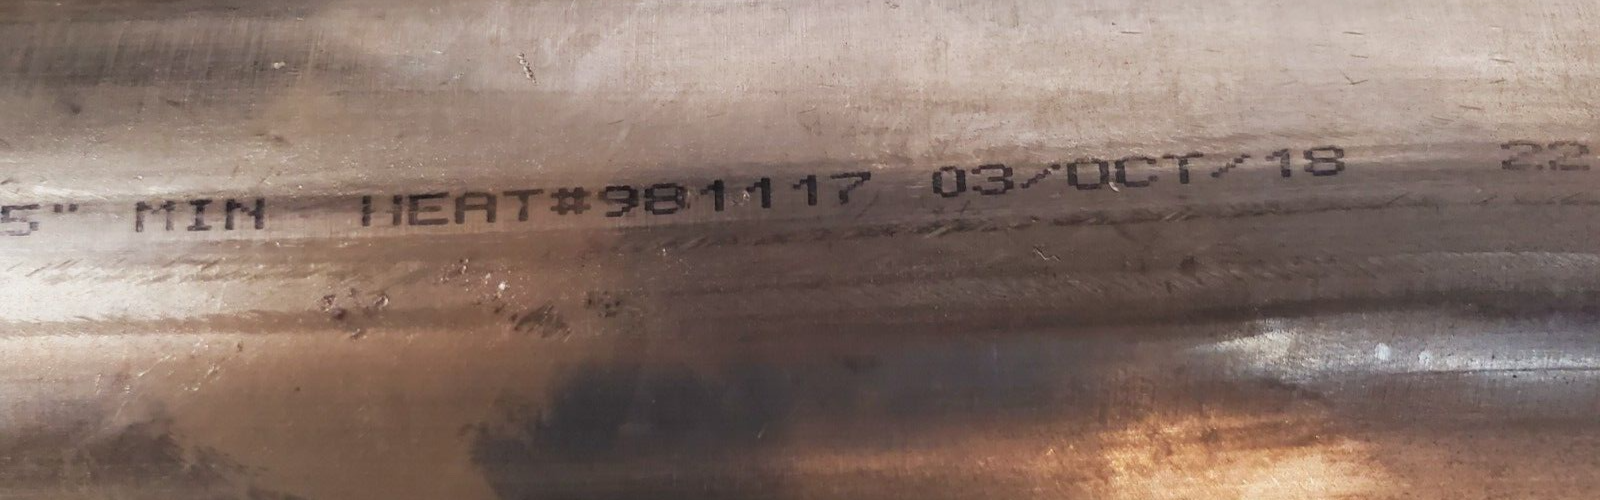 5" MIN HEAT#981117 03/OCT/18 22